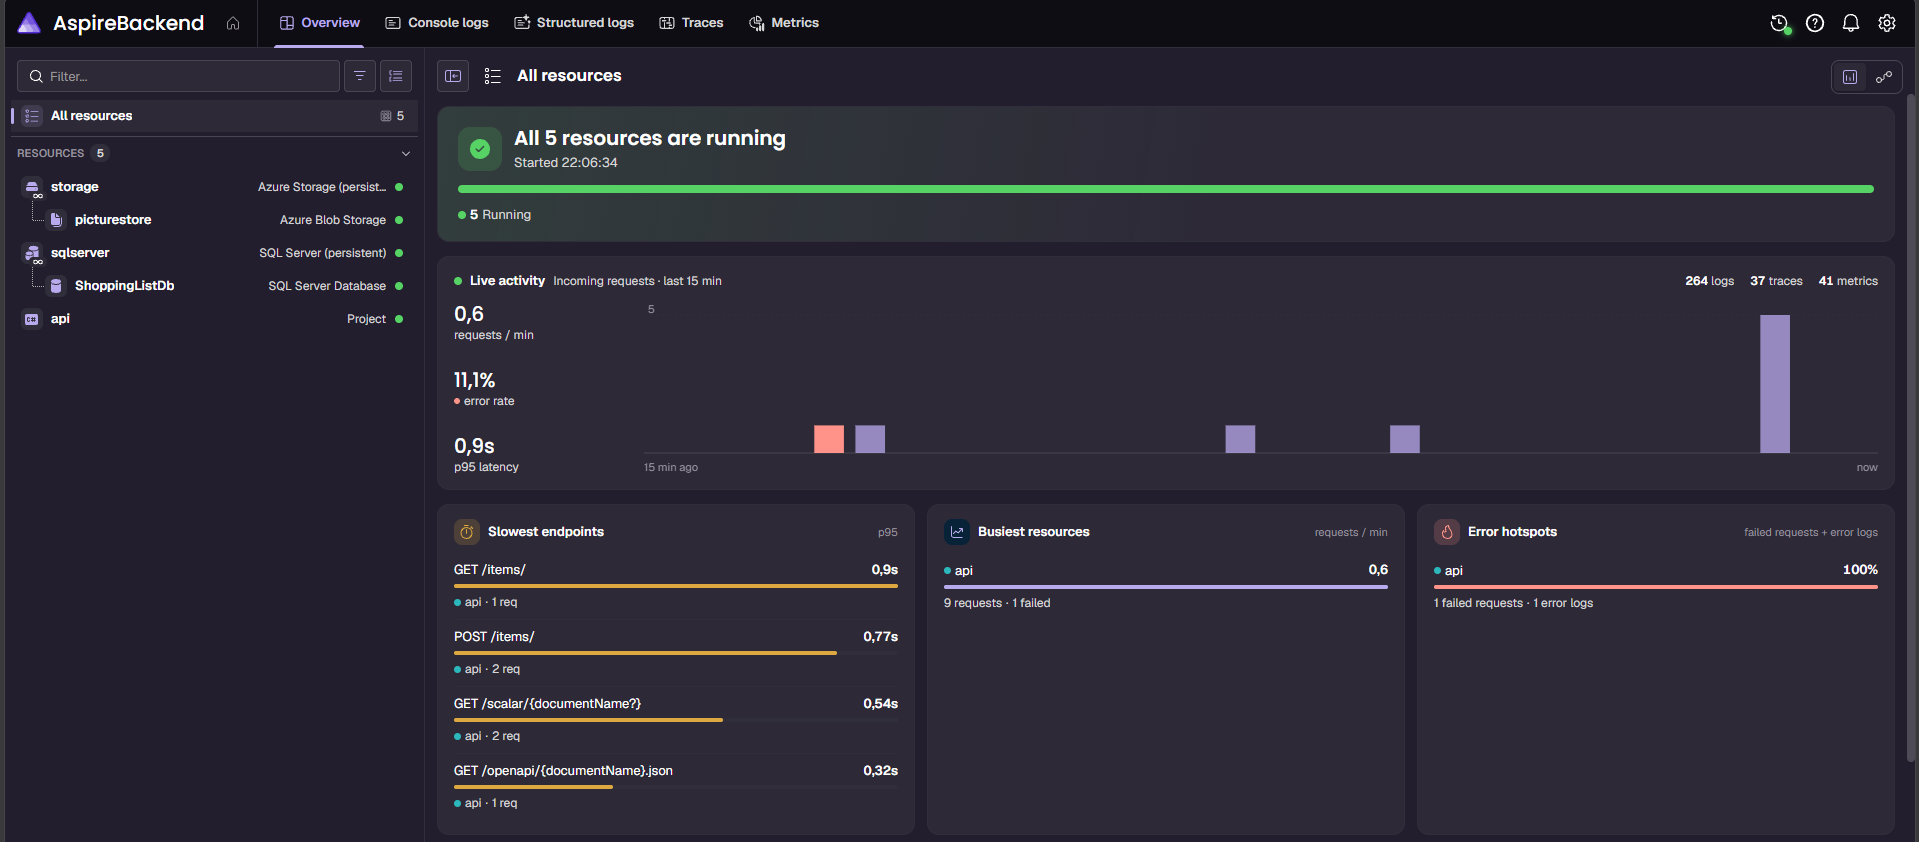 AspireBackend
Overview
Console logs
Structured logs
Traces
Metrics
Filter...
All resources
5
RESOURCES 5
storage Azure Storage (persist...
picturestore Azure Blob Storage
sqlserver SQL Server (persistent)
ShoppingListDb SQL Server Database
C# api Project
All resources
All 5 resources are running
Started 22:06:34
5 Running
Live activity Incoming requests · last 15 min
264 logs 37 traces 41 metrics
0,6
requests / min
11,1%
error rate
0,9s
p95 latency
5
15 min ago
now
Slowest endpoints p95
GET /items/ 0,9s
api · 1 req
POST /items/ 0,77s
api · 2 req
GET /scalar/{documentName?} 0,54s
api · 2 req
GET /openapi/{documentName}.json 0,32s
api · 1 req
Busiest resources requests / min
api 0,6
9 requests · 1 failed
Error hotspots failed requests + error logs
api 100%
1 failed requests · 1 error logs